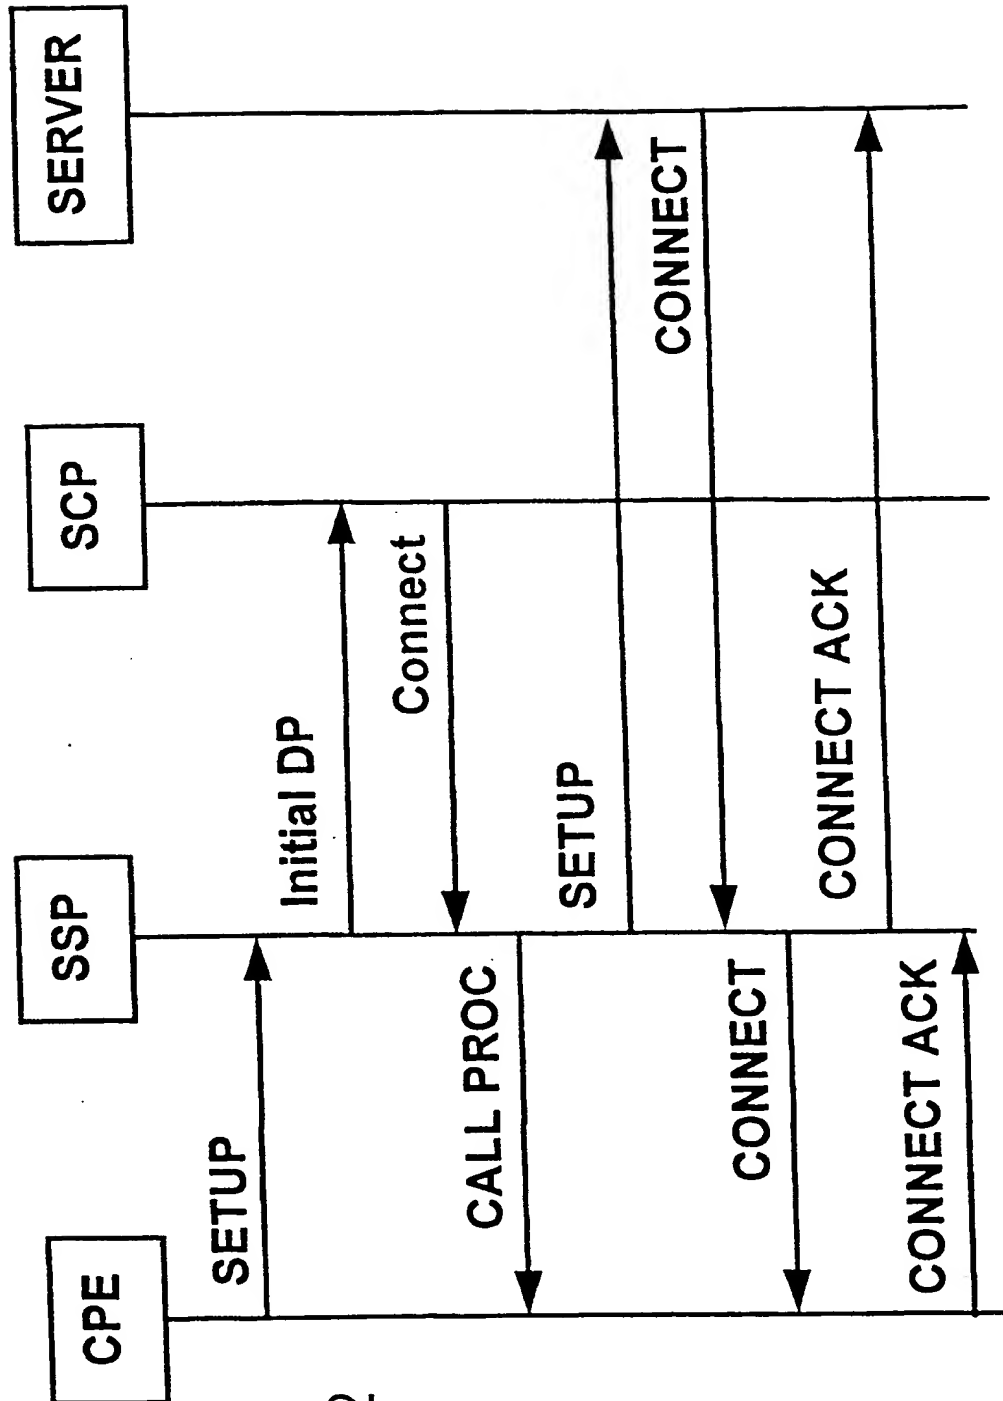 CPE
SSP
SCP
SERVER
SETUP
Initial DP
Connect
CALL PROC
SETUP
CONNECT
CONNECT
CONNECT ACK
CONNECT ACK